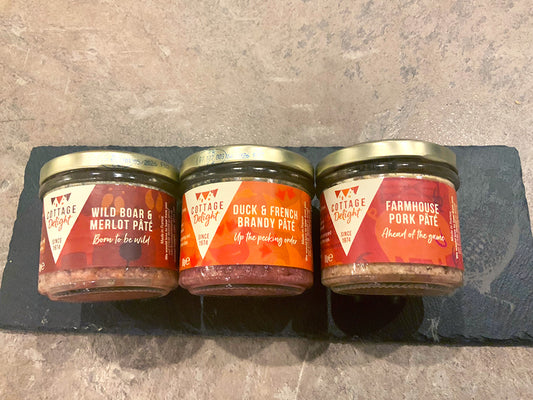 COTTAGE
Delight
SINCE
1974
WILD BOAR &
MERLOT PÂTÉ
Born to be wild
COTTAGE
Delight
SINCE
1974
DUCK & FRENCH
BRANDY PÂTÉ
Up the pecking order
COTTAGE
Delight
SINCE
1974
FARMHOUSE
PORK PÂTÉ
Ahead of the game